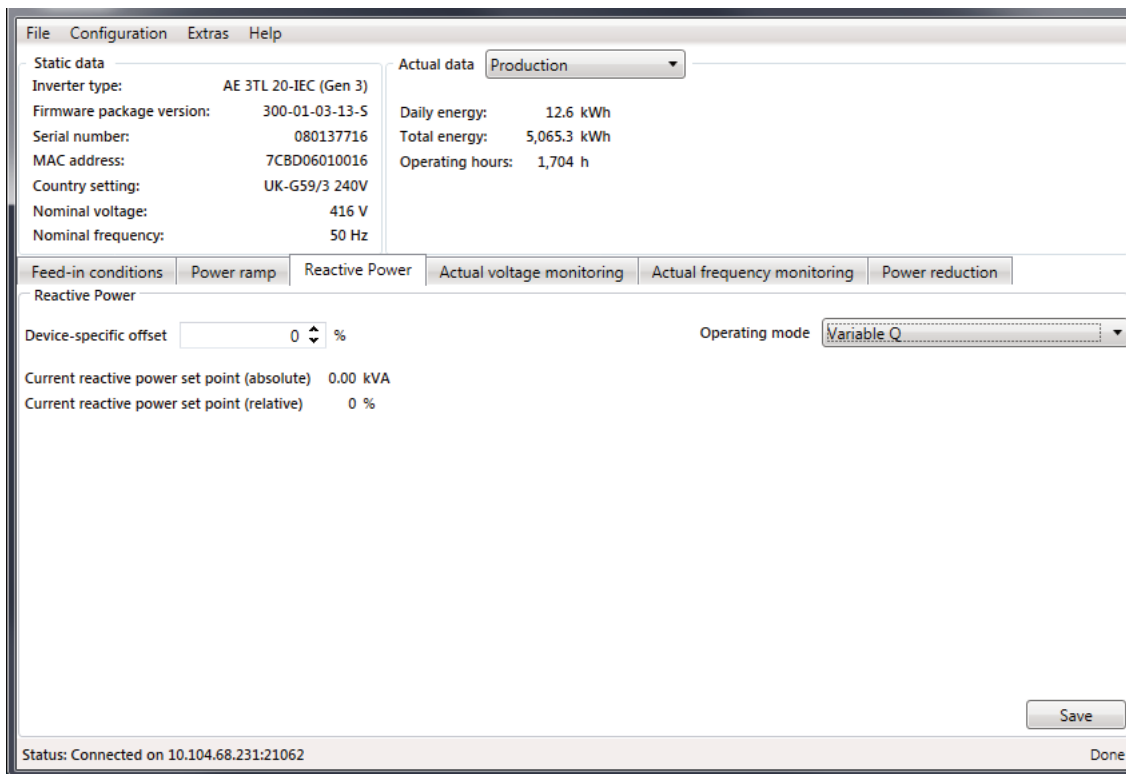 File Configuration Extras Help
Static data
Inverter type: AE 3TL 20-IEC (Gen 3)
Firmware package version: 300-01-03-13-S
Serial number: 080137716
MAC address: 7CBD06010016
Country setting: UK-G59/3 240V
Nominal voltage: 416 V
Nominal frequency: 50 Hz
Actual data Production
Daily energy: 12.6 kWh
Total energy: 5,065.3 kWh
Operating hours: 1,704 h
Feed-in conditions Power ramp Reactive Power Actual voltage monitoring Actual frequency monitoring Power reduction
Reactive Power
Device-specific offset 0 % Operating mode Variable Q
Current reactive power set point (absolute) 0.00 kVA
Current reactive power set point (relative) 0 %
Save
Status: Connected on 10.104.68.231:21062 Done